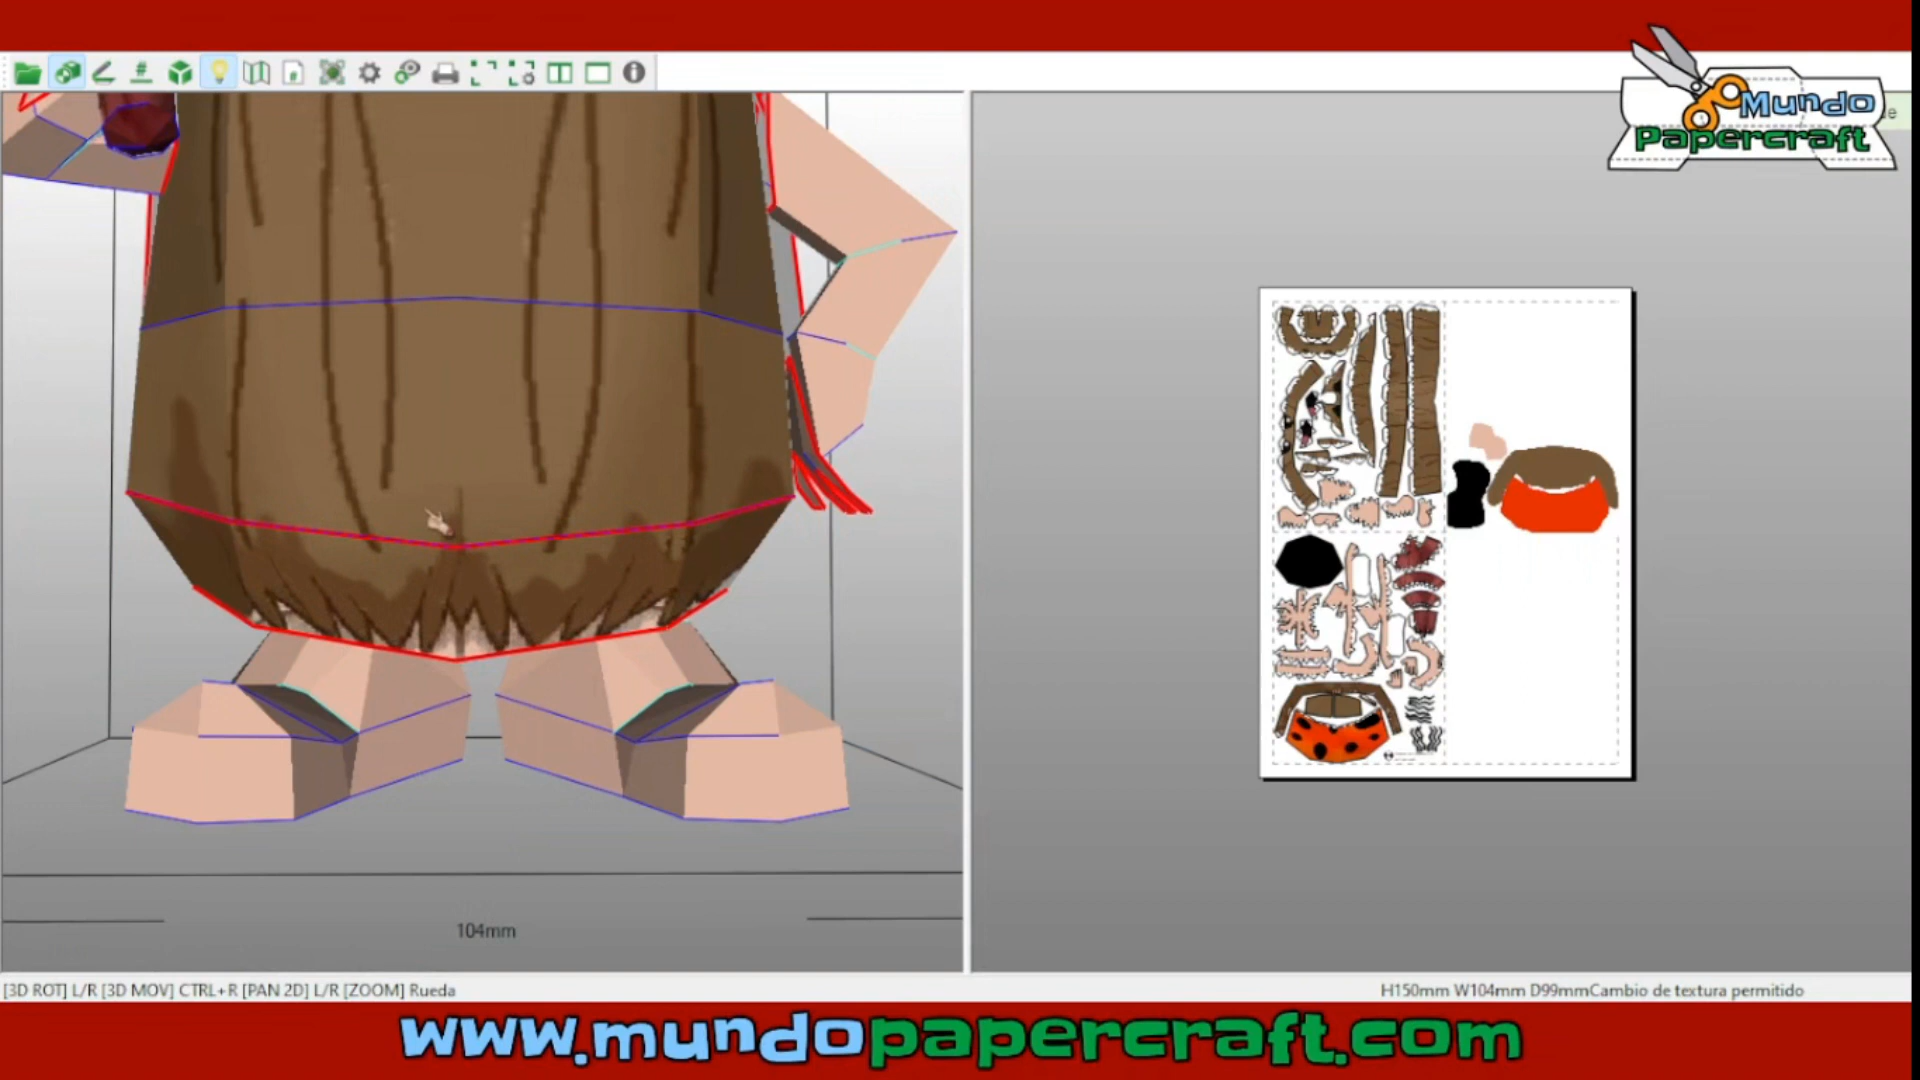 Mundo
Papercraft
104mm
[3D ROT] L/R [3D MOV] CTRL+R [PAN 2D] L/R [ZOOM] Rueda
H150mm W104mm D99mmCambio de textura permitido
www.mundopapercraft.com